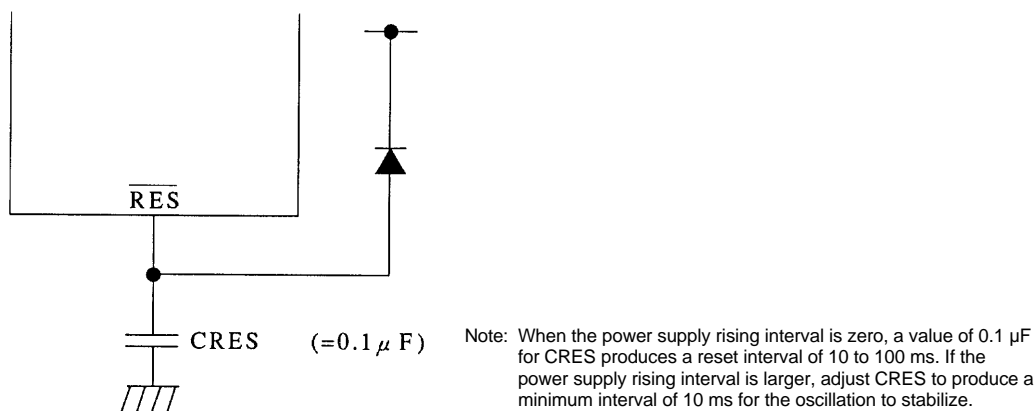 RES
CRES (=0.1 μ F)
Note: When the power supply rising interval is zero, a value of 0.1 µF
for CRES produces a reset interval of 10 to 100 ms. If the
power supply rising interval is larger, adjust CRES to produce a
minimum interval of 10 ms for the oscillation to stabilize.